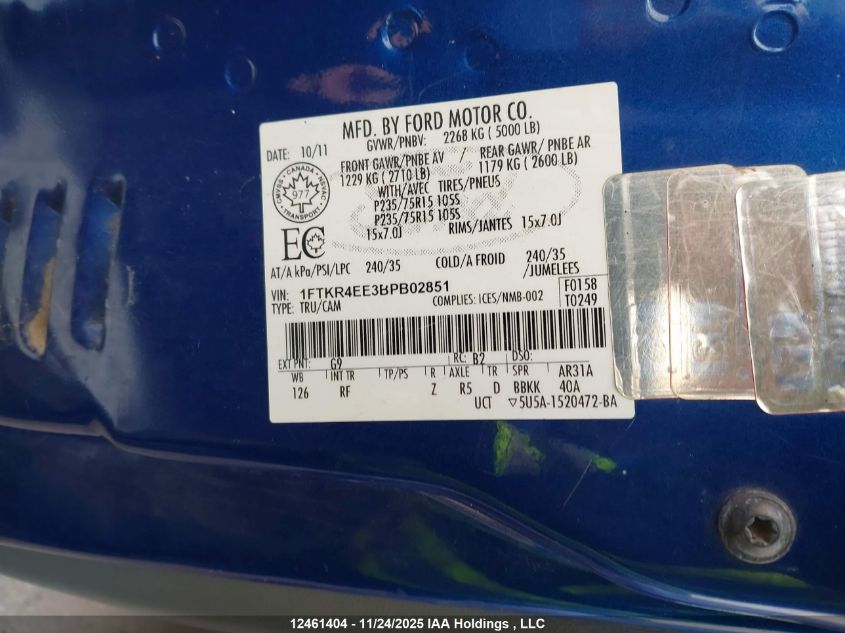 MFD. BY FORD MOTOR CO.
DATE: 10/11 GVWR/PNBV: 2268 KG ( 5000 LB)
FRONT GAWR/PNBE AV / REAR GAWR/ PNBE AR
1229 KG ( 2710 LB) 1179 KG ( 2600 LB)
WITH/AVEC TIRES/PNEUS
P235/75R15 105S
P235/75R15 105S
15x7.0J RIMS/JANTES 15x7.0J
CANADA
977
TRANSPORT
CMVSS NSVAC
EC
AT/A kPa/PSI/LPC 240/35 COLD/A FROID 240/35
/JUMELEES
VIN: 1FTKR4EE3BPB02851 F0158
TYPE: TRU/CAM COMPLIES: ICES/NMB-002 T0249
EXT PNT: G9 RC: B2 DSO:
WB INT TR TP/PS R AXLE TR SPR AR31A
126 RF Z R5 D BBKK 40A
UCT ▽5U5A-1520472-BA
12461404 - 11/24/2025 IAA Holdings , LLC